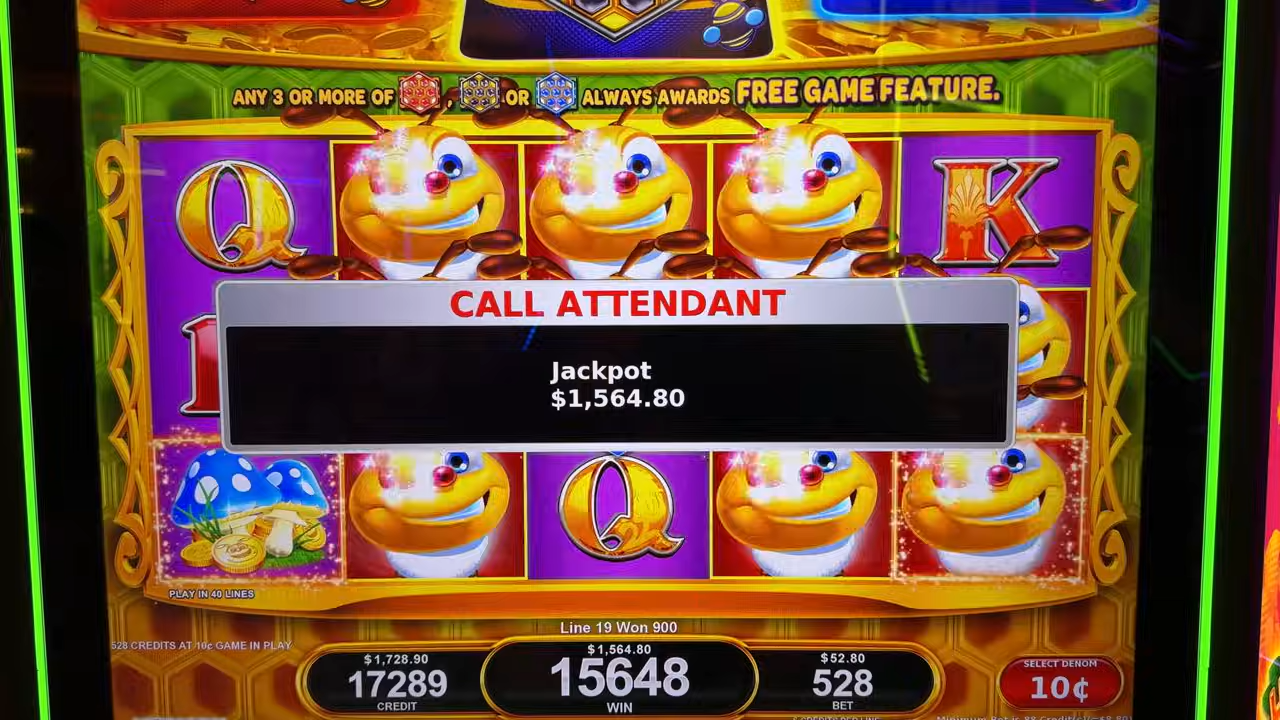 ANY 3 OR MORE OF , OR ALWAYS AWARDS FREE GAME FEATURE.
Q
K
CALL ATTENDANT
Jackpot
$1,564.80
Q
PLAY IN 40 LINES
Line 19 Won 900
528 CREDITS AT 10¢ GAME IN PLAY
$1,728.90
17289
CREDIT
$1,564.80
15648
WIN
$52.80
528
BET
SELECT DENOM
10¢